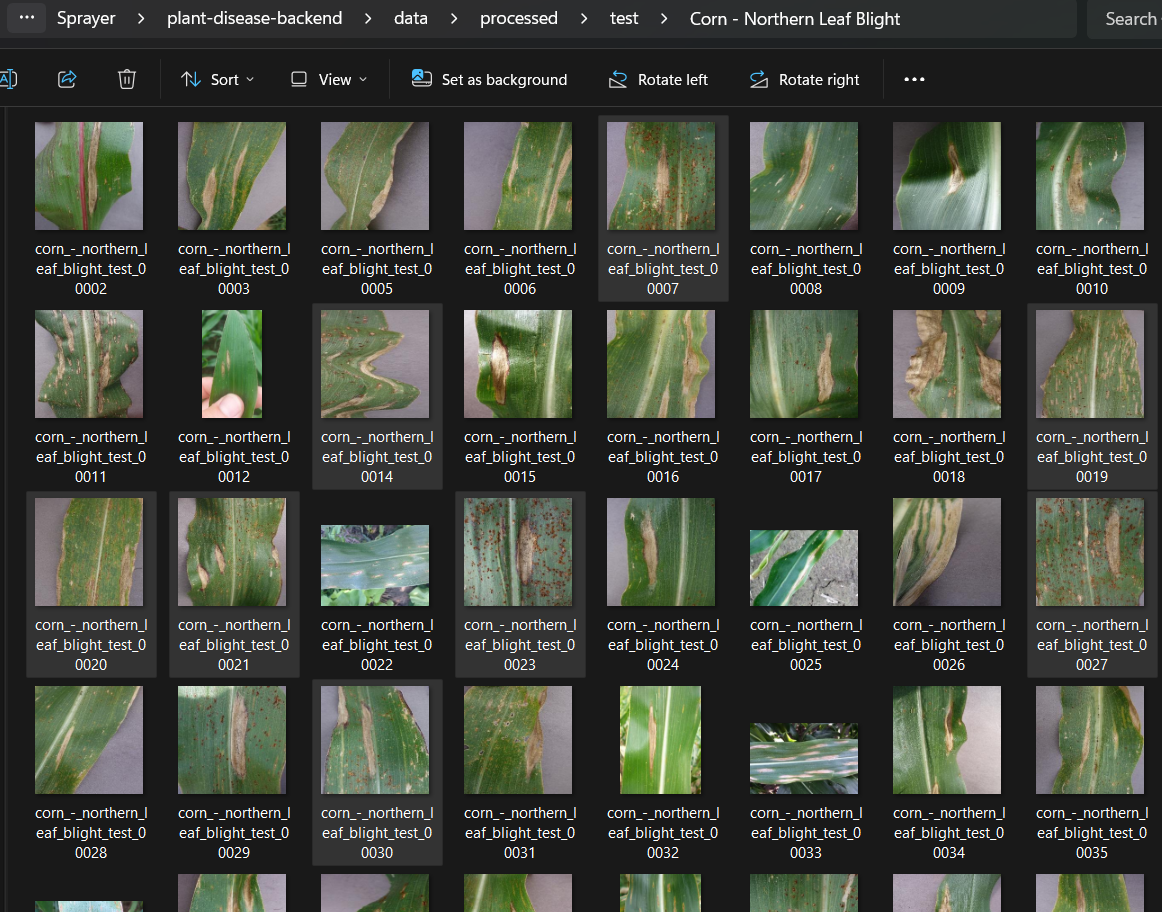 Sprayer > plant-disease-backend > data > processed > test > Corn - Northern Leaf Blight Search
A Sort View Set as background Rotate left Rotate right
corn_-_northern_l corn_-_northern_l corn_-_northern_l corn_-_northern_l corn_-_northern_l corn_-_northern_l corn_-_northern_l corn_-_northern_l
eaf_blight_test_0 eaf_blight_test_0 eaf_blight_test_0 eaf_blight_test_0 eaf_blight_test_0 eaf_blight_test_0 eaf_blight_test_0 eaf_blight_test_0
0002 0003 0005 0006 0007 0008 0009 0010
corn_-_northern_l corn_-_northern_l corn_-_northern_l corn_-_northern_l corn_-_northern_l corn_-_northern_l corn_-_northern_l corn_-_northern_l
eaf_blight_test_0 eaf_blight_test_0 eaf_blight_test_0 eaf_blight_test_0 eaf_blight_test_0 eaf_blight_test_0 eaf_blight_test_0 eaf_blight_test_0
0011 0012 0014 0015 0016 0017 0018 0019
corn_-_northern_l corn_-_northern_l corn_-_northern_l corn_-_northern_l corn_-_northern_l corn_-_northern_l corn_-_northern_l corn_-_northern_l
eaf_blight_test_0 eaf_blight_test_0 eaf_blight_test_0 eaf_blight_test_0 eaf_blight_test_0 eaf_blight_test_0 eaf_blight_test_0 eaf_blight_test_0
0020 0021 0022 0023 0024 0025 0026 0027
corn_-_northern_l corn_-_northern_l corn_-_northern_l corn_-_northern_l corn_-_northern_l corn_-_northern_l corn_-_northern_l corn_-_northern_l
eaf_blight_test_0 eaf_blight_test_0 eaf_blight_test_0 eaf_blight_test_0 eaf_blight_test_0 eaf_blight_test_0 eaf_blight_test_0 eaf_blight_test_0
0028 0029 0030 0031 0032 0033 0034 0035